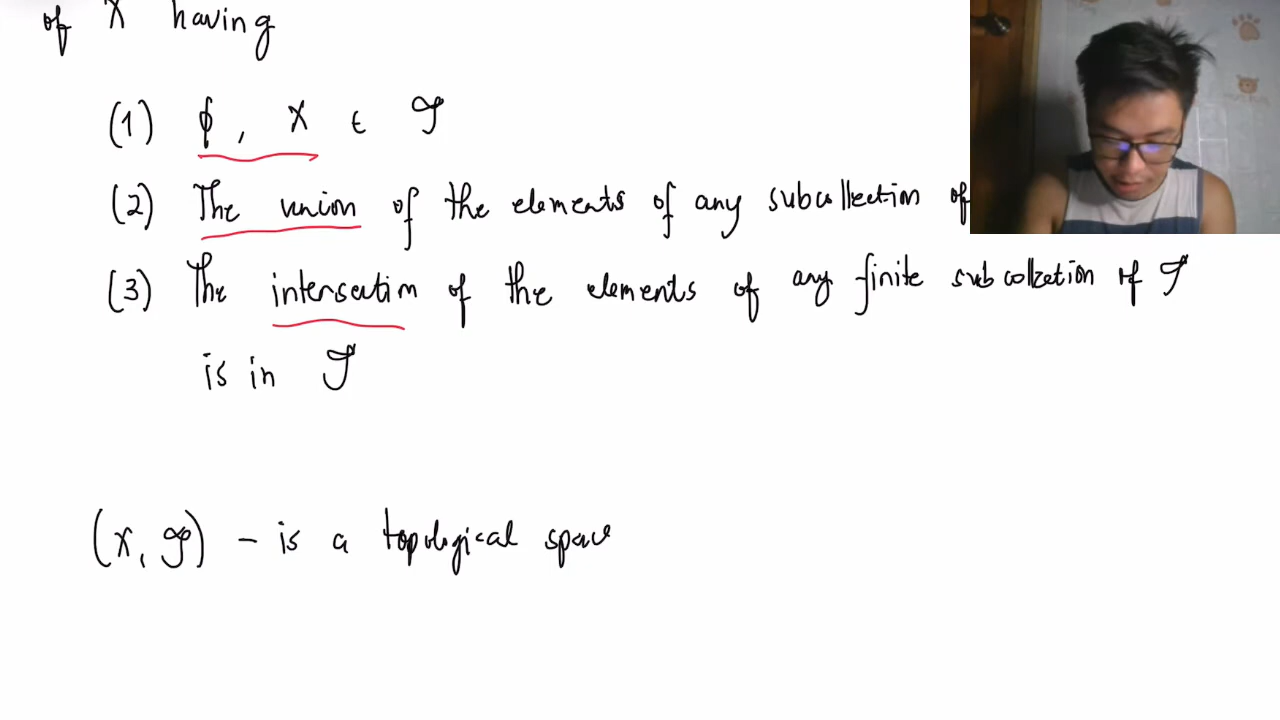 of X having
(1) ϕ, X ∈ 𝒯
(2) The union of the elements of any subcollection of
(3) The intersection of the elements of any finite subcollection of 𝒯
is in 𝒯
(X, 𝒯) - is a topological space